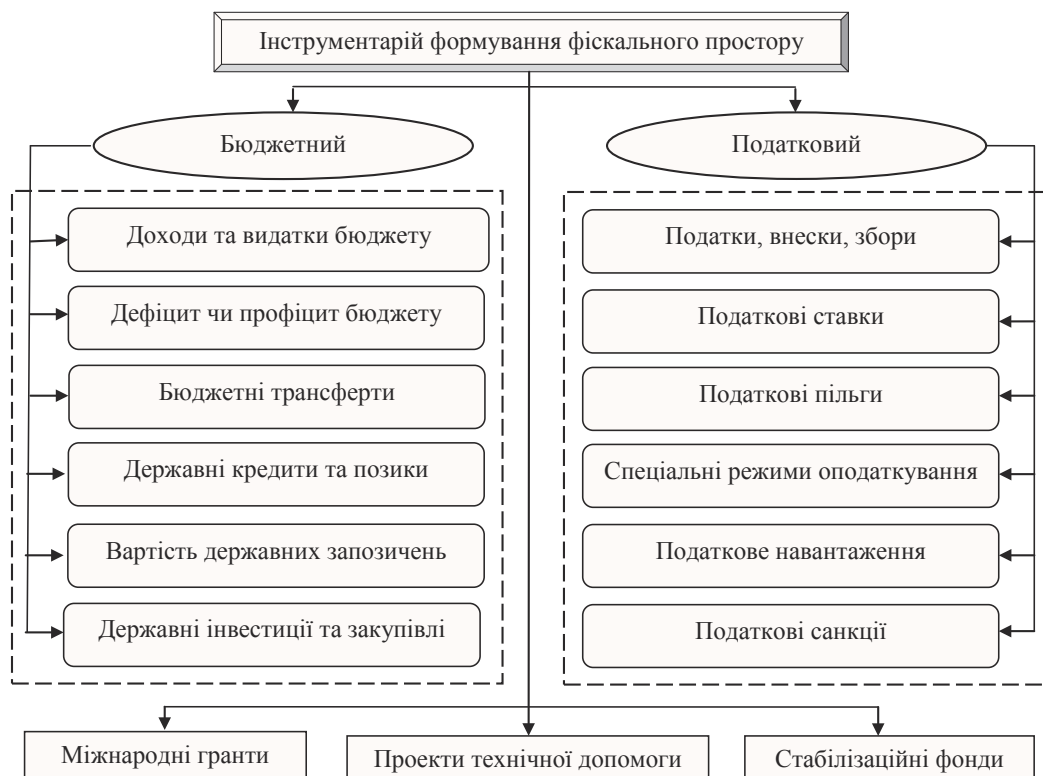 Інструментарій формування фіскального простору
Бюджетний
Податковий
Доходи та видатки бюджету
Дефіцит чи профіцит бюджету
Бюджетні трансферти
Державні кредити та позики
Вартість державних запозичень
Державні інвестиції та закупівлі
Податки, внески, збори
Податкові ставки
Податкові пільги
Спеціальні режими оподаткування
Податкове навантаження
Податкові санкції
Міжнародні гранти
Проекти технічної допомоги
Стабілізаційні фонди